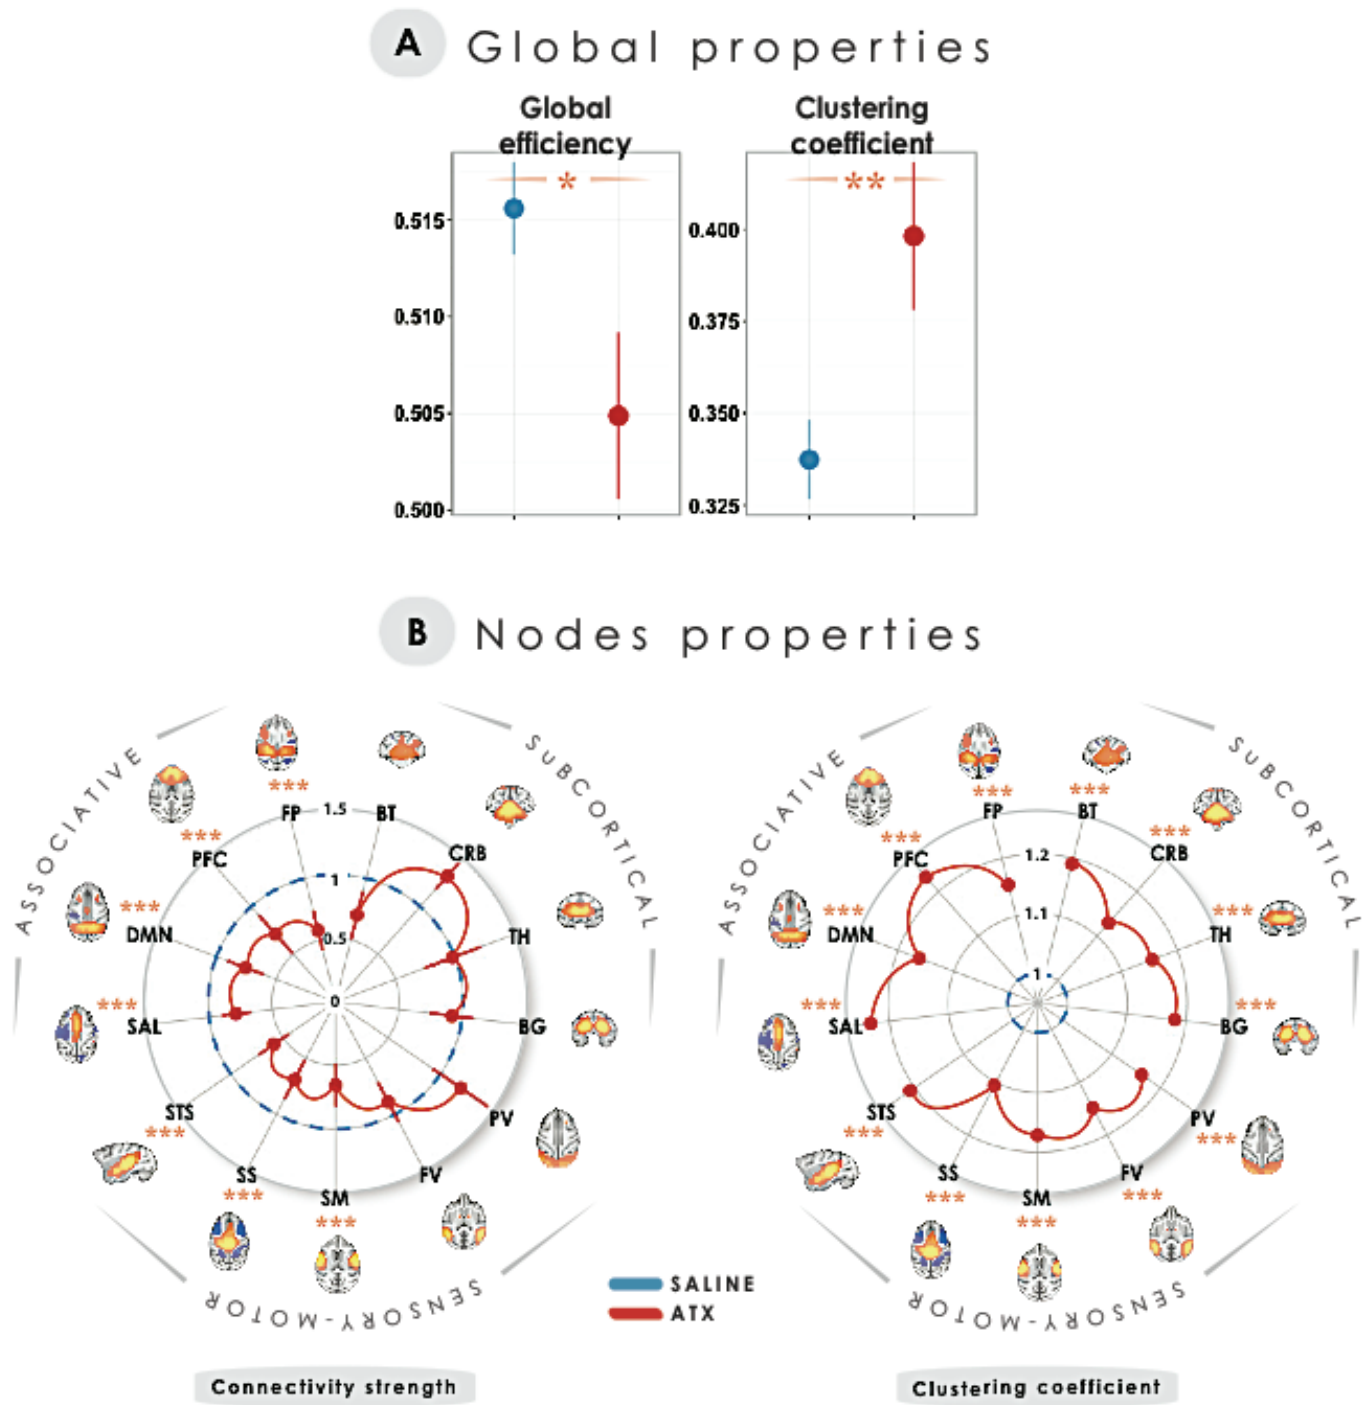 A Global properties
Global
efficiency
Clustering
coefficient
*
**
0.515
0.510
0.505
0.500
0.400
0.375
0.350
0.325
B Nodes properties
ASSOCIATIVE
SUBCORTICAL
SENSORY-MOTOR
***
FP
1.5
BT
***
PFC
CRB
1
***
DMN
0.5
TH
***
SAL
0
BG
STS
***
PV
SS
***
SM
***
FV
ASSOCIATIVE
SUBCORTICAL
SENSORY-MOTOR
***
FP
***
BT
***
PFC
***
CRB
1.2
***
DMN
1.1
***
TH
***
SAL
1
***
BG
STS
***
PV
***
SS
***
SM
***
FV
***
SALINE
ATX
Connectivity strength
Clustering coefficient